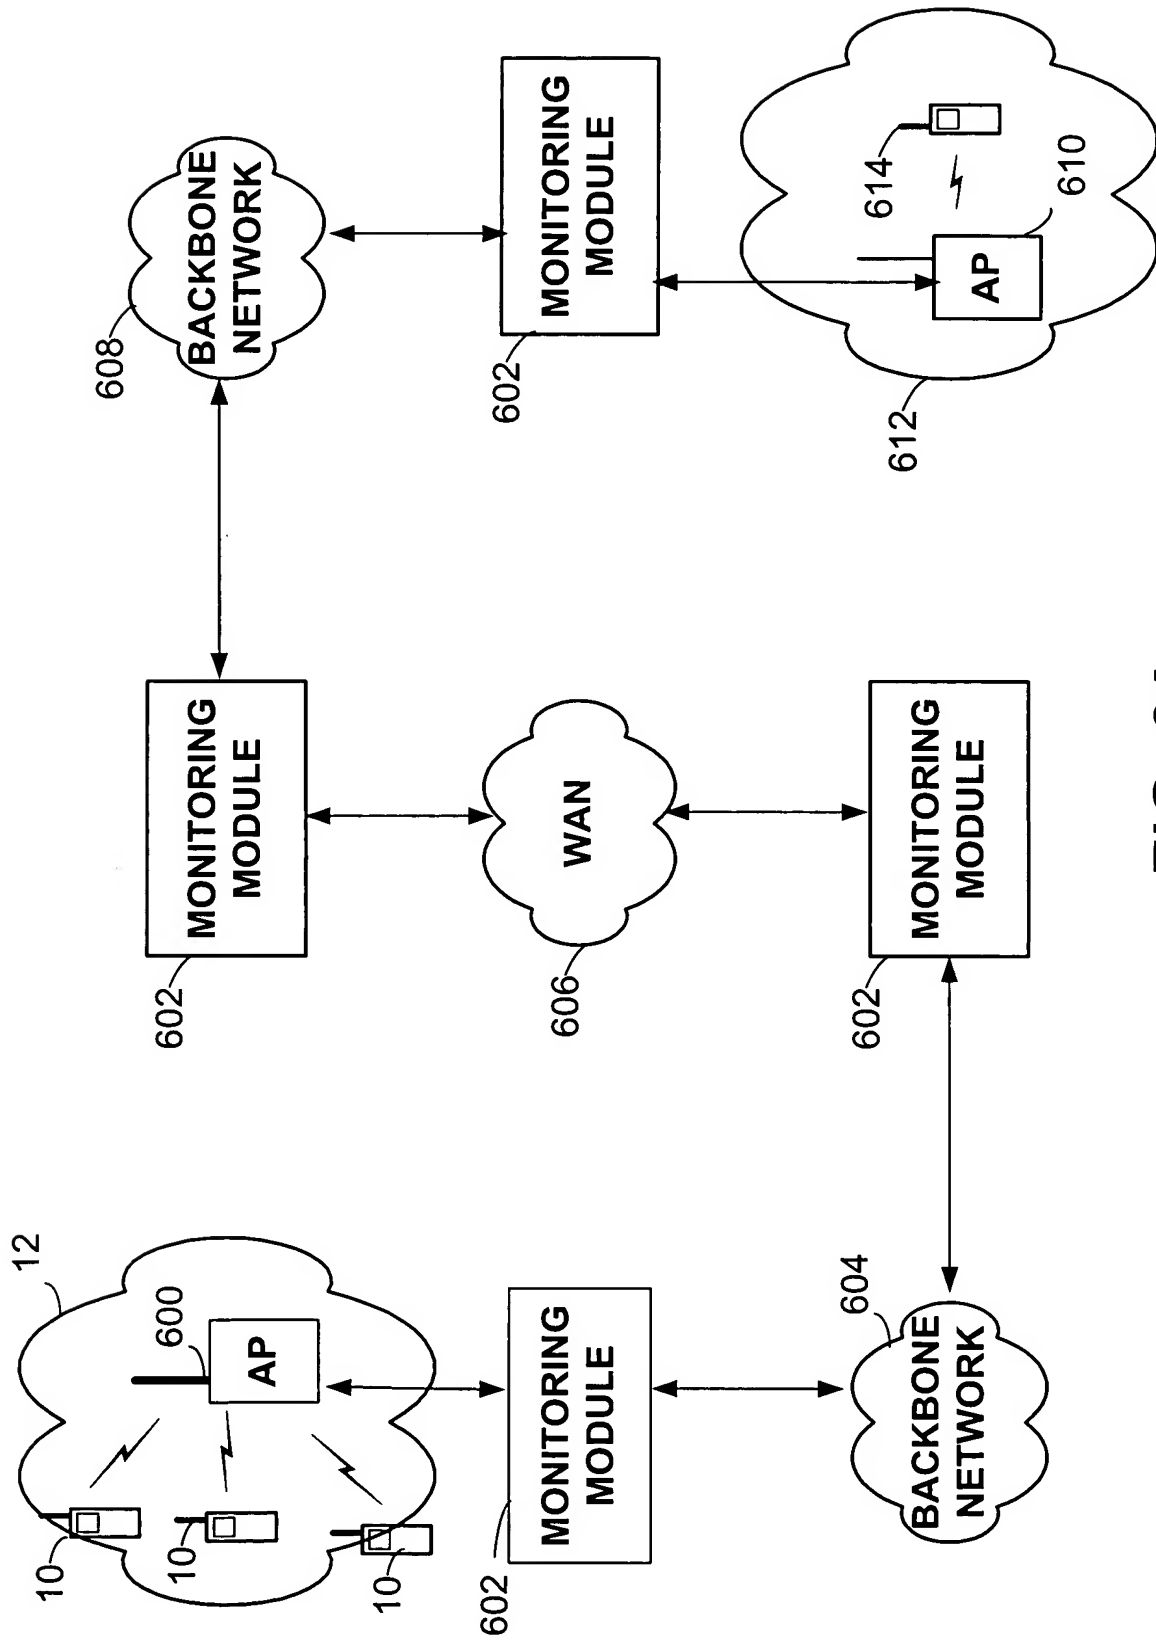 12
10
600
10
AP
10
602
MONITORING
MODULE
604
BACKBONE
NETWORK
602
MONITORING
MODULE
606
WAN
602
MONITORING
MODULE
608
BACKBONE
NETWORK
602
MONITORING
MODULE
614
612
AP
610